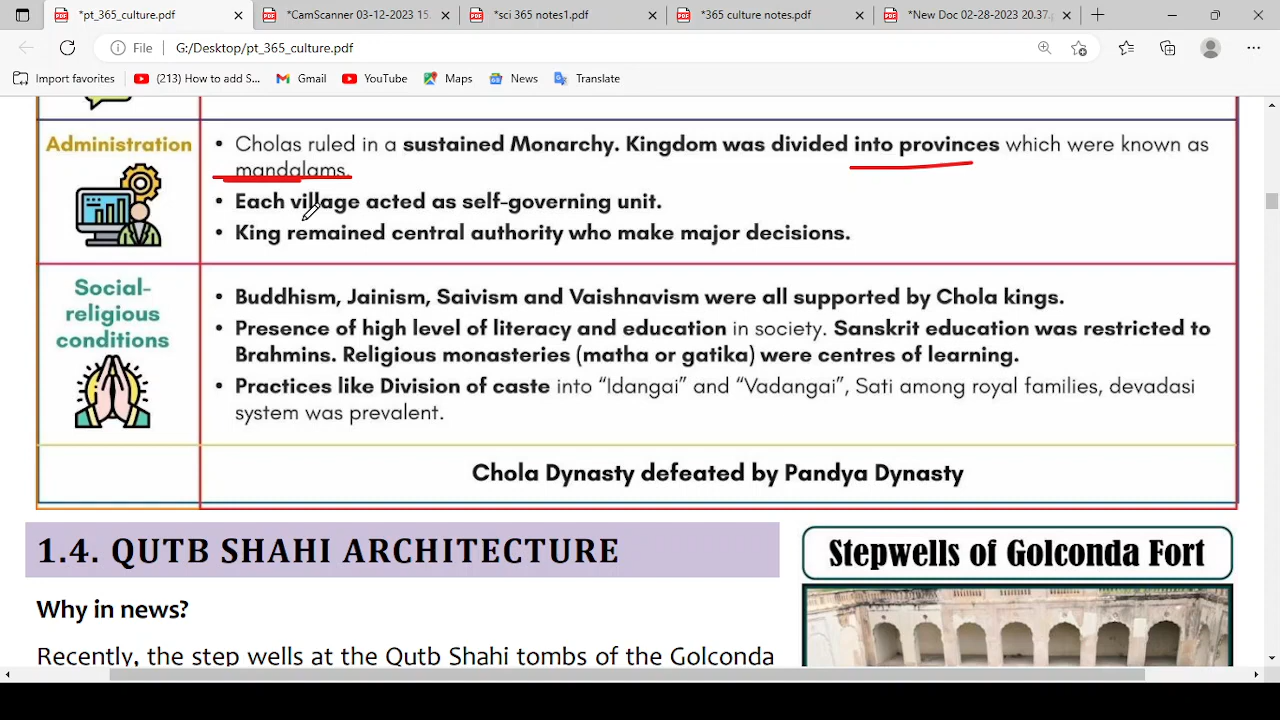 *pt_365_culture.pdf
*CamScanner 03-12-2023 15.
*sci 365 notes1.pdf
*365 culture notes.pdf
*New Doc 02-28-2023 20.37.p
File
G:/Desktop/pt_365_culture.pdf
Import favorites
(213) How to add S...
Gmail
YouTube
Maps
News
Translate
Administration
• Cholas ruled in a sustained Monarchy. Kingdom was divided into provinces which were known as
mandalams.
• Each village acted as self-governing unit.
• King remained central authority who make major decisions.
Social-
religious
conditions
• Buddhism, Jainism, Saivism and Vaishnavism were all supported by Chola kings.
• Presence of high level of literacy and education in society. Sanskrit education was restricted to
Brahmins. Religious monasteries (matha or gatika) were centres of learning.
• Practices like Division of caste into “Idangai” and “Vadangai”, Sati among royal families, devadasi
system was prevalent.
Chola Dynasty defeated by Pandya Dynasty
1.4. QUTB SHAHI ARCHITECTURE
Stepwells of Golconda Fort
Why in news?
Recently, the step wells at the Qutb Shahi tombs of the Golconda